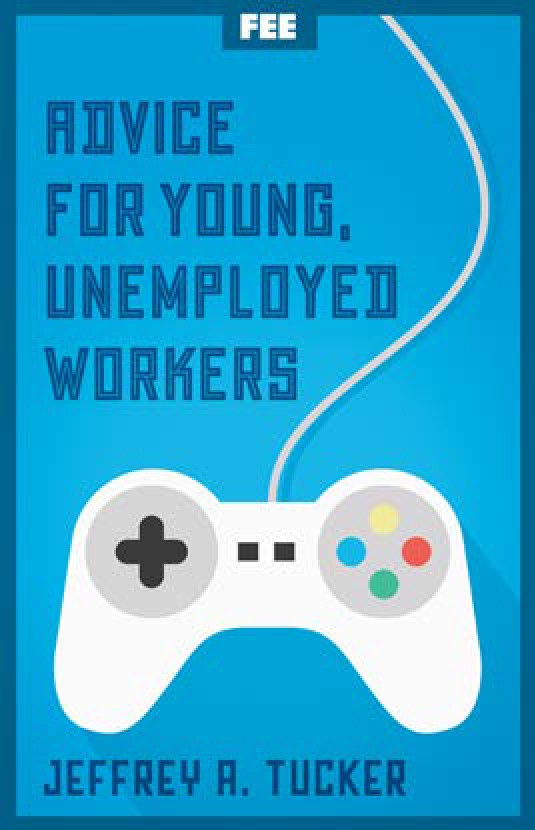 FEE
ADVICE
FOR YOUNG,
UNEMPLOYED
WORKERS
JEFFREY A. TUCKER